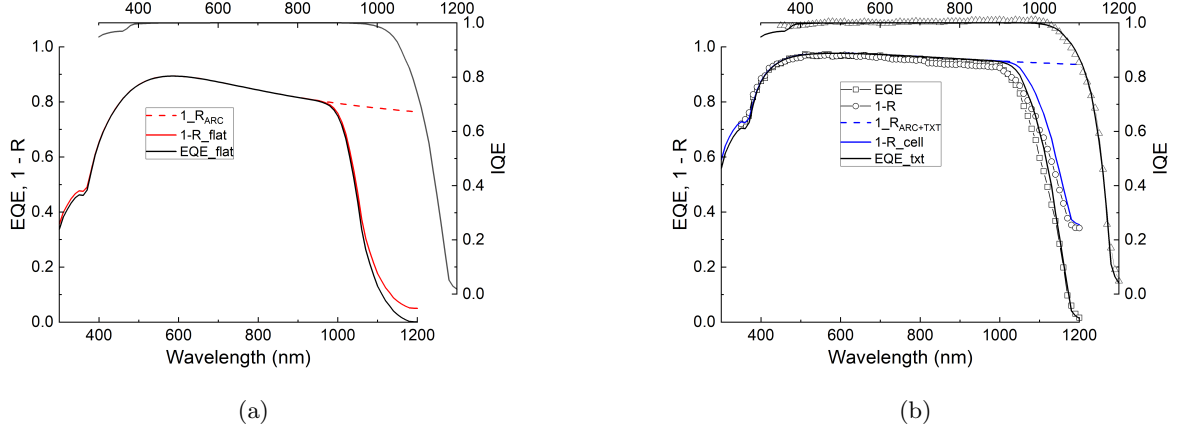 400 600 800 1000 1200
1.0
0.8
0.6
0.4
0.2
0.0
EQE, 1 - R
1_RARC
1-R_flat
EQE_flat
1.0
0.8
0.6
0.4
0.2
0.0
IQE
400 600 800 1000 1200
Wavelength (nm)
(a)
400 600 800 1000 1200
1.0
0.8
0.6
0.4
0.2
0.0
EQE, 1 - R
EQE
1-R
1_RARC+TXT
1-R_cell
EQE_txt
1.0
0.8
0.6
0.4
0.2
0.0
IQE
400 600 800 1000 1200
Wavelength (nm)
(b)